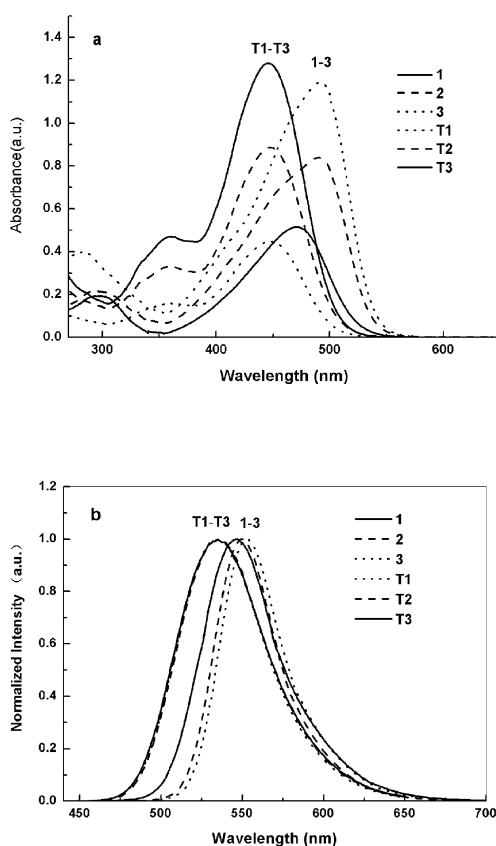 a
T1-T3
1-3
1
2
3
T1
T2
T3
Absorbance(a.u.)
1.4
1.2
1.0
0.8
0.6
0.4
0.2
0.0
300
400
500
600
Wavelength (nm)
b
T1-T3
1-3
1
2
3
T1
T2
T3
Normalized Intensity (a.u.)
1.2
1.0
0.8
0.6
0.4
0.2
0.0
450
500
550
600
650
700
Wavelength (nm)